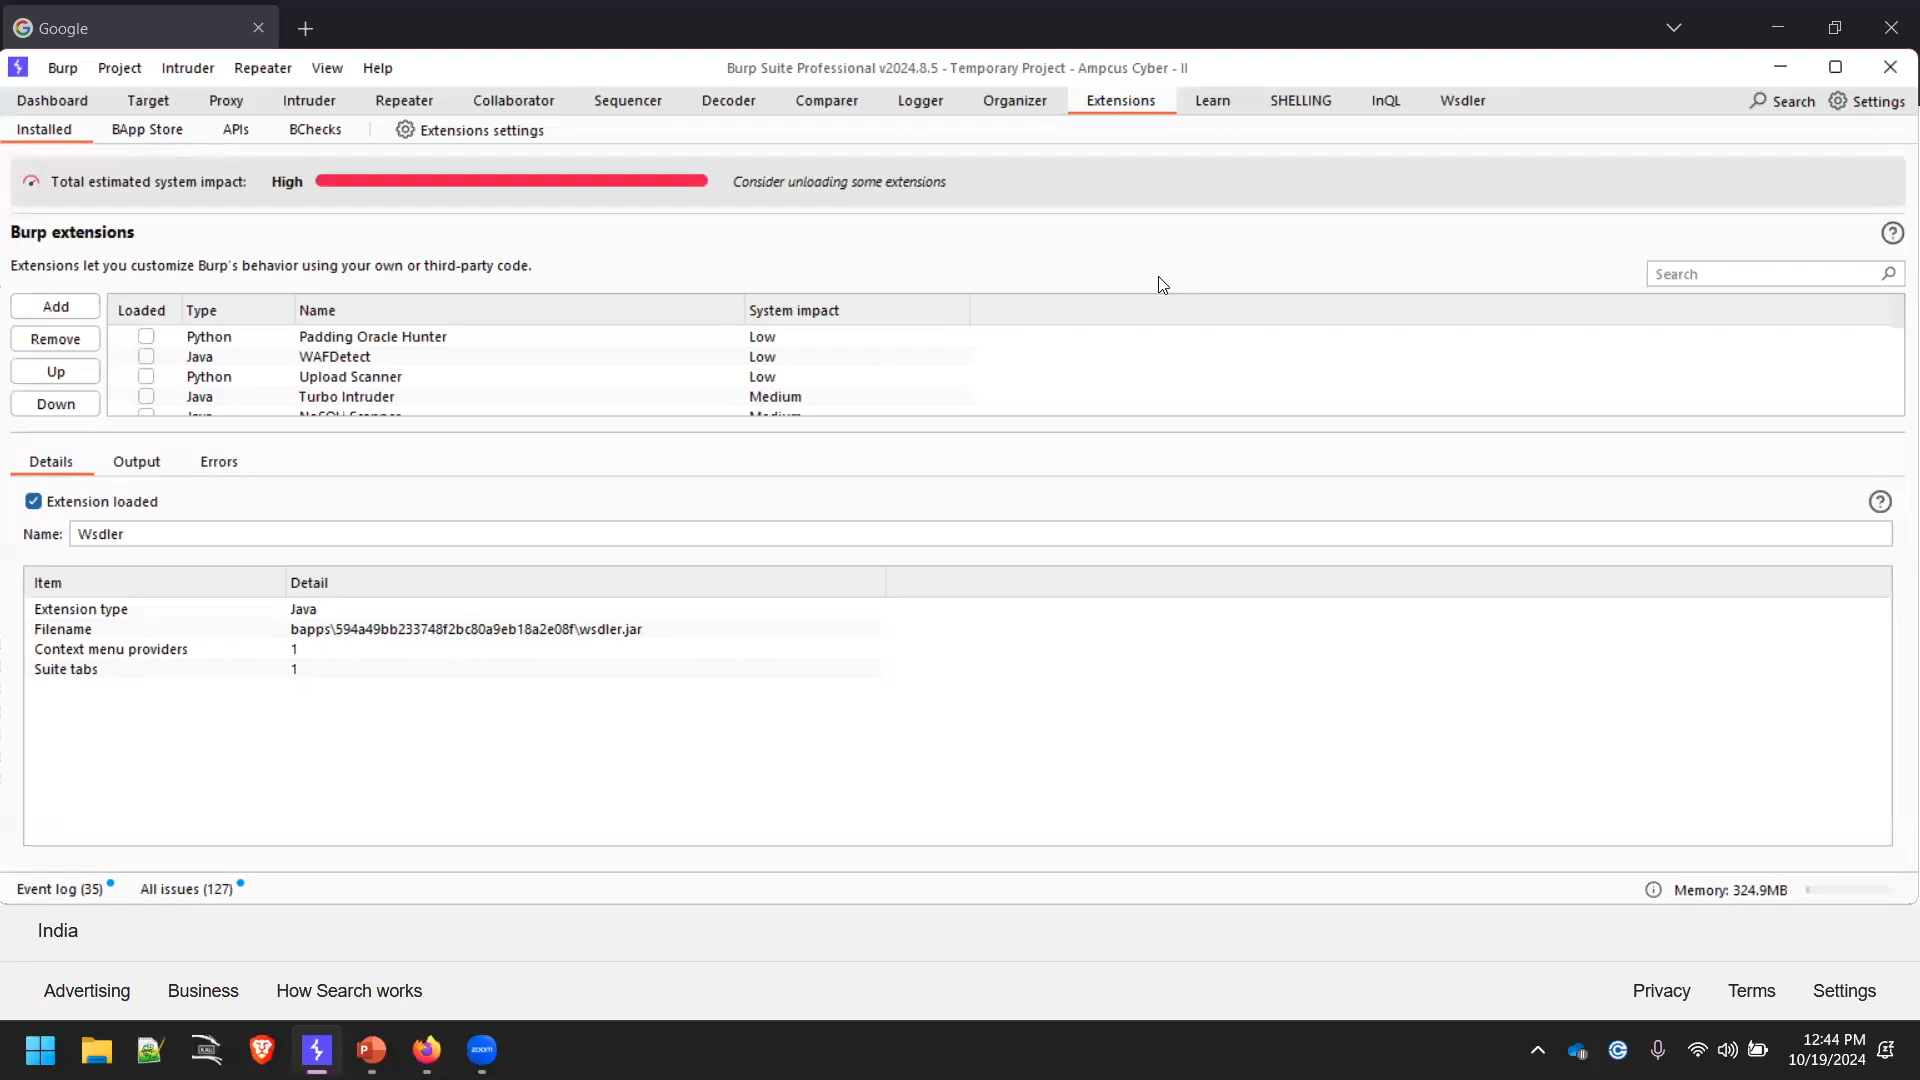 Google
Burp Project Intruder Repeater View Help
Burp Suite Professional v2024.8.5 - Temporary Project - Ampcus Cyber - II
Dashboard Target Proxy Intruder Repeater Collaborator Sequencer Decoder Comparer Logger Organizer Extensions Learn SHELLING InQL Wsdler Search Settings
Installed BApp Store APIs BChecks Extensions settings
Total estimated system impact: High Consider unloading some extensions
Burp extensions
Extensions let you customize Burp's behavior using your own or third-party code.
Search
Add
Remove
Up
Down
Loaded Type Name System impact
Python Padding Oracle Hunter Low
Java WAFDetect Low
Python Upload Scanner Low
Java Turbo Intruder Medium
Details Output Errors
Extension loaded
Name: Wsdler
Item Detail
Extension type Java
Filename bapps\594a49bb233748f2bc80a9eb18a2e08f\wsdler.jar
Context menu providers 1
Suite tabs 1
Event log (35) All issues (127) Memory: 324.9MB
India
Advertising Business How Search works Privacy Terms Settings
zoom
12:44 PM
10/19/2024